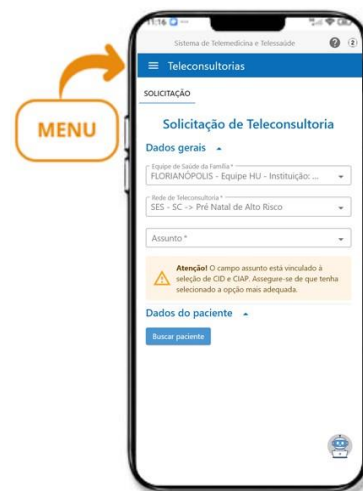 11:16
Sistema de Telemedicina e Telessaúde
Teleconsultorias
SOLICITAÇÃO
MENU
Solicitação de Teleconsultoria
Dados gerais
Equipe de Saúde da Família *
FLORIANÓPOLIS - Equipe HU - Instituição: ...
Rede de Teleconsultoria *
SES - SC -> Pré Natal de Alto Risco
Assunto *
Atenção! O campo assunto está vinculado à
seleção de CID e CIAP. Assegure-se de que tenha
selecionado a opção mais adequada.
Dados do paciente
Buscar paciente